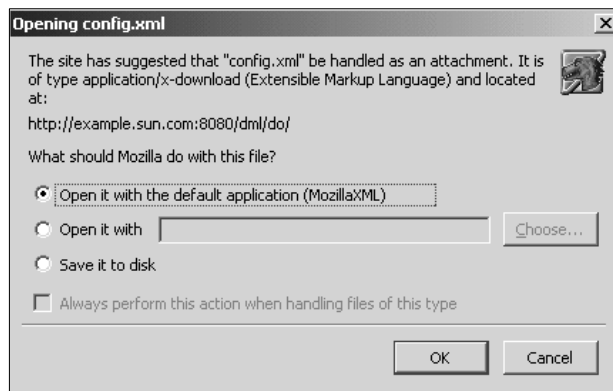 Opening config.xml
The site has suggested that "config.xml" be handled as an attachment. It is
of type application/x-download (Extensible Markup Language) and located
at:
http://example.sun.com:8080/dml/do/
What should Mozilla do with this file?
Open it with the default application (MozillaXML)
Open it with Choose...
Save it to disk
Always perform this action when handling files of this type
OK Cancel